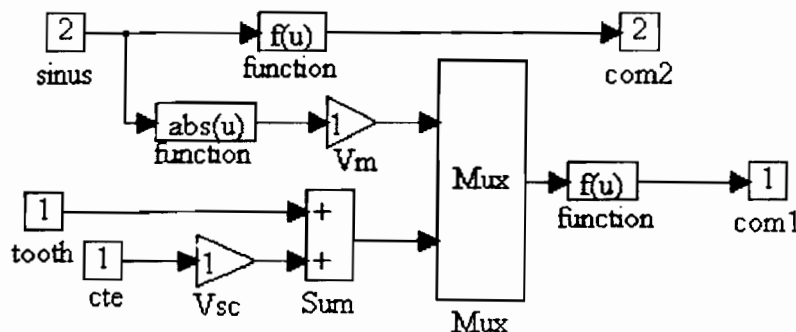 2
sinus
f(u)
function
2
com2
abs(u)
function
1
Vm
Mux
Mux
f(u)
function
1
com1
1
tooth
1
cte
1
Vsc
+
+
Sum